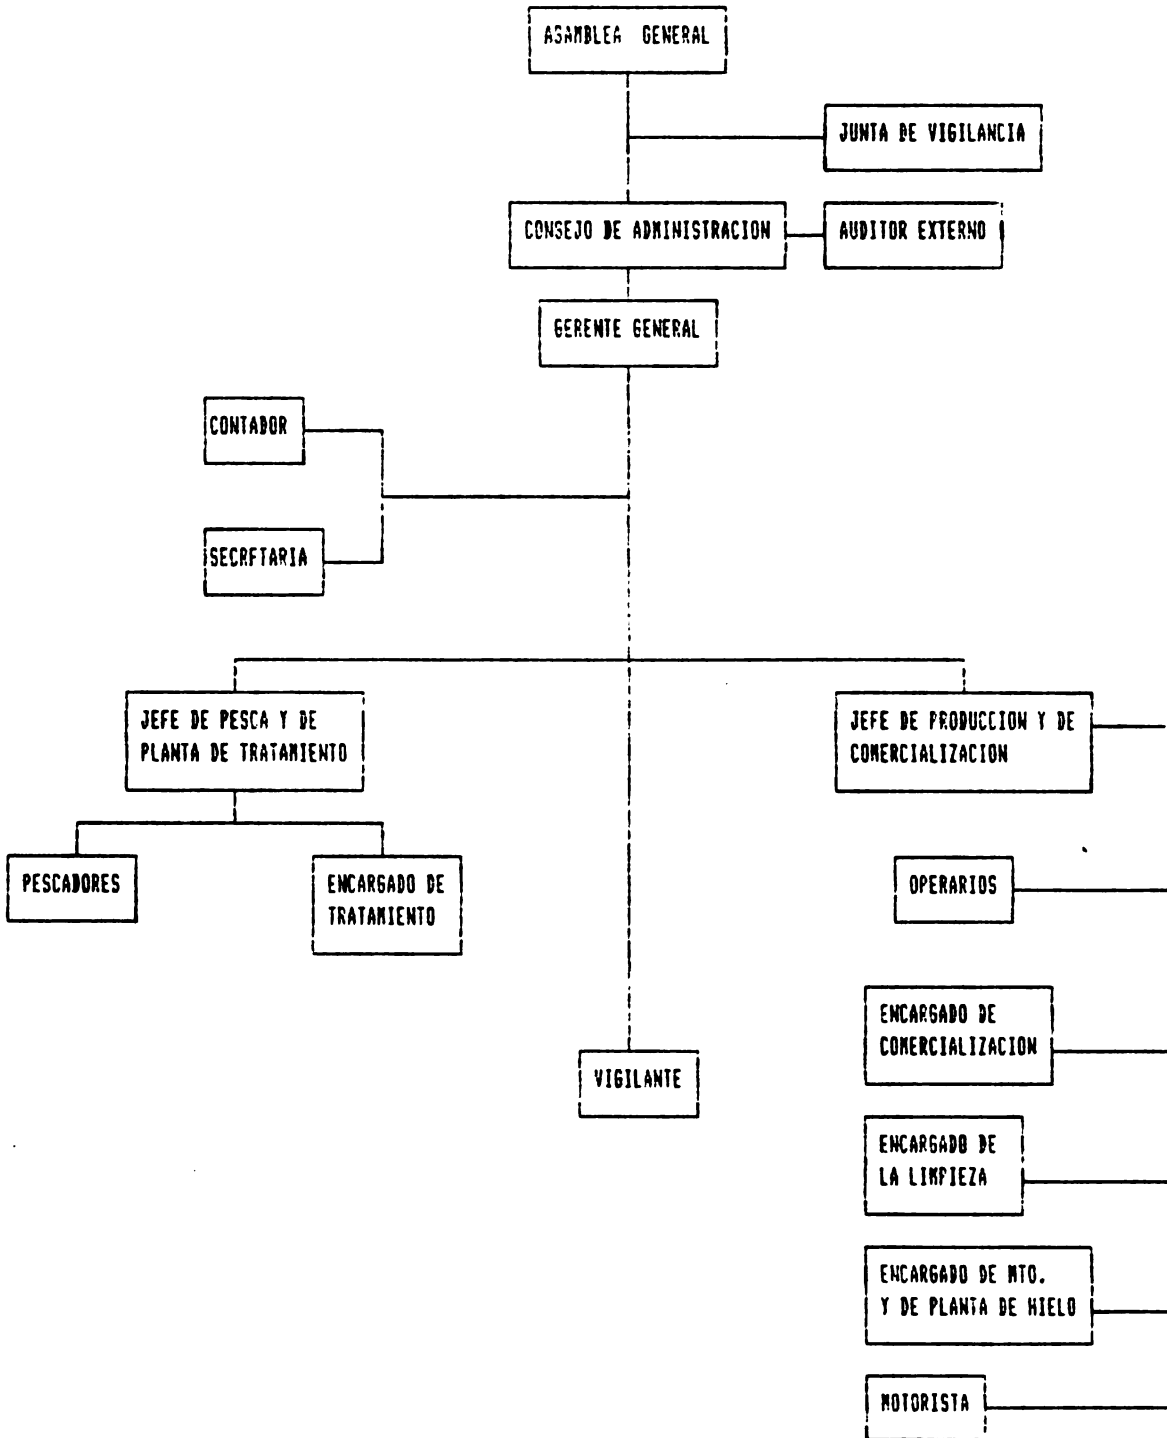 ASAMBLEA GENERAL
JUNTA DE VIGILANCIA
CONSEJO DE ADMINISTRACION
AUDITOR EXTERNO
GERENTE GENERAL
CONTADOR
SECRETARIA
JEFE DE PESCA Y DE
PLANTA DE TRATAMIENTO
JEFE DE PRODUCCION Y DE
COMERCIALIZACION
PESCADORES
ENCARGADO DE
TRATAMIENTO
OPERARIOS
ENCARGADO DE
COMERCIALIZACION
VIGILANTE
ENCARGADO DE
LA LIMPIEZA
ENCARGADO DE MTO.
Y DE PLANTA DE HIELO
MOTORISTA